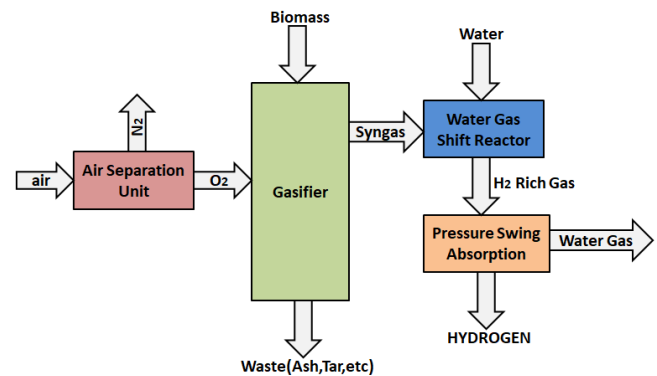 Biomass
Water
N2
Syngas
Water Gas
Shift Reactor
air
Air Separation
Unit
O2
Gasifier
H2 Rich Gas
Pressure Swing
Absorption
Water Gas
HYDROGEN
Waste(Ash,Tar,etc)